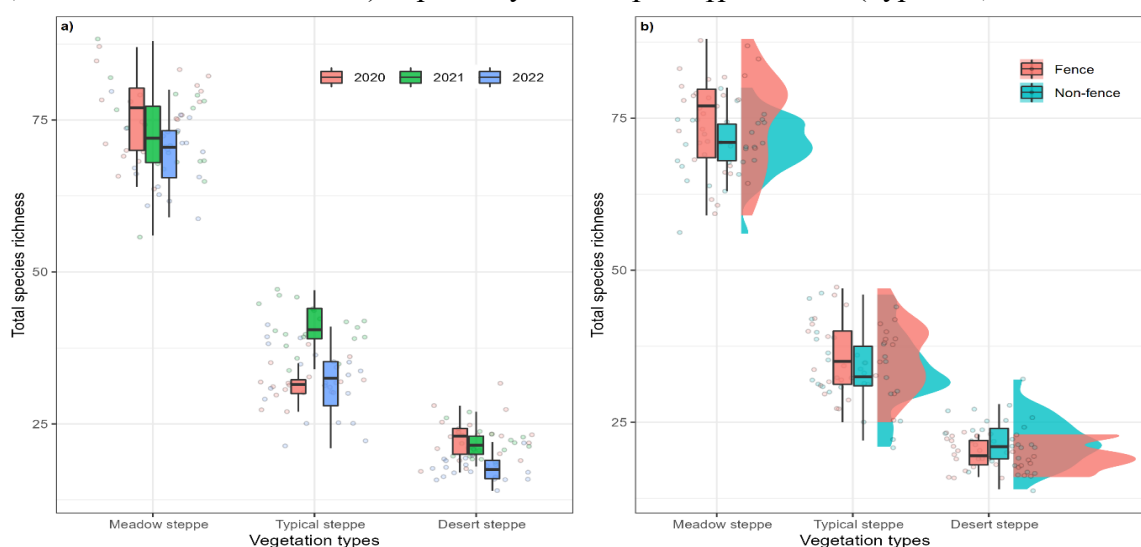 a)
2020 2021 2022
75
50
25
Total species richness
Meadow steppe Typical steppe Desert steppe
Vegetation types
b)
Fence
Non-fence
75
50
25
Total species richness
Meadow steppe Typical steppe Desert steppe
Vegetation types